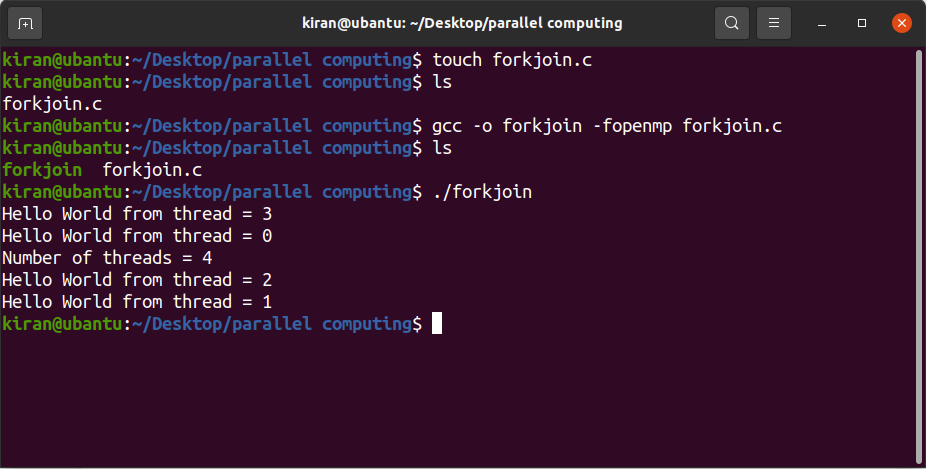 kiran@ubantu: ~/Desktop/parallel computing
kiran@ubantu:~/Desktop/parallel computing$ touch forkjoin.c
kiran@ubantu:~/Desktop/parallel computing$ ls
forkjoin.c
kiran@ubantu:~/Desktop/parallel computing$ gcc -o forkjoin -fopenmp forkjoin.c
kiran@ubantu:~/Desktop/parallel computing$ ls
forkjoin  forkjoin.c
kiran@ubantu:~/Desktop/parallel computing$ ./forkjoin
Hello World from thread = 3
Hello World from thread = 0
Number of threads = 4
Hello World from thread = 2
Hello World from thread = 1
kiran@ubantu:~/Desktop/parallel computing$